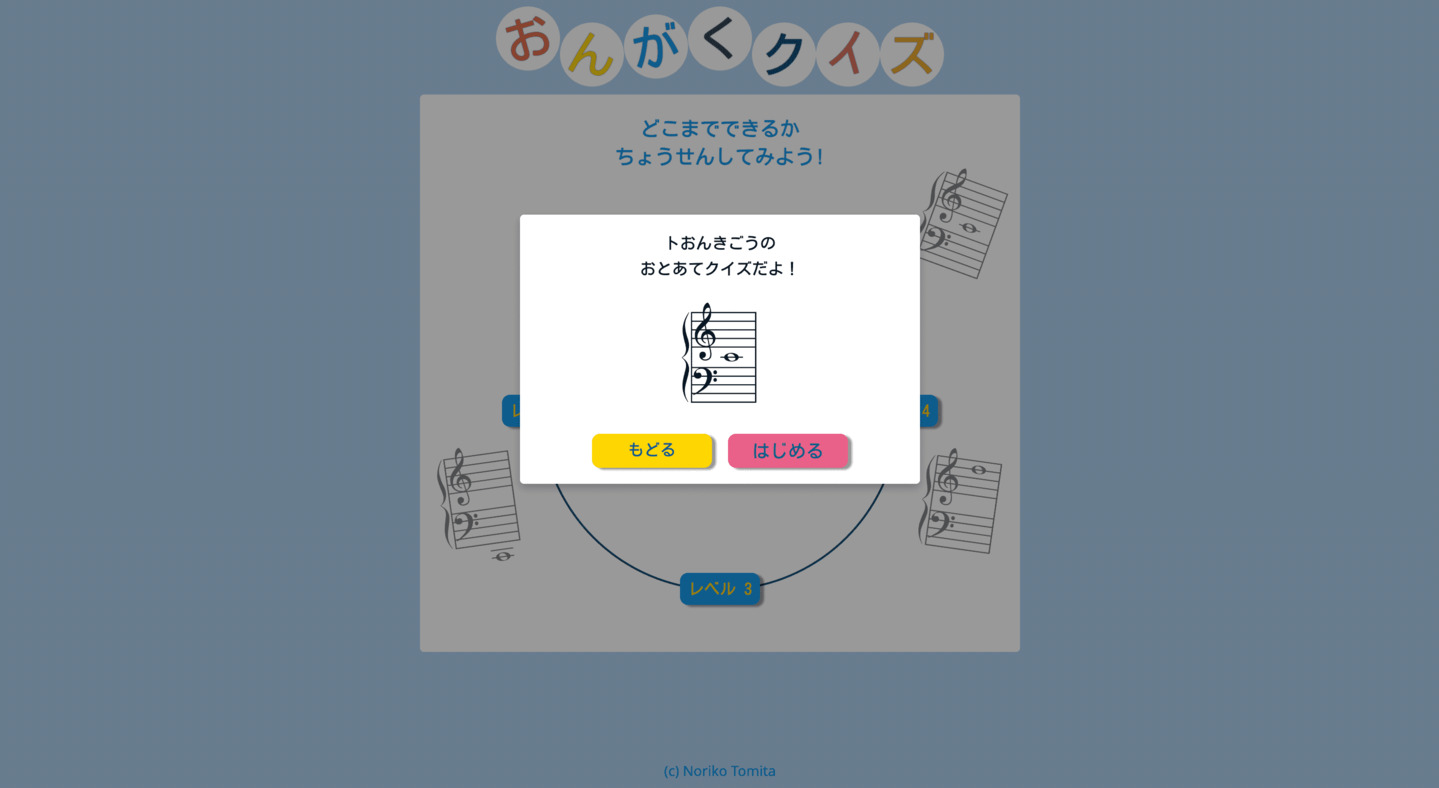 おんがくクイズ
どこまでできるか
ちょうせんしてみよう!
トおんきごうの
おとあてクイズだよ！
もどる
はじめる
レ
4
レベル 3
(c) Noriko Tomita